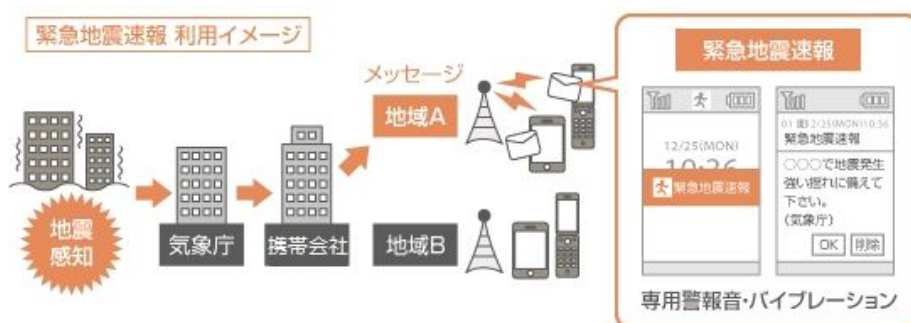 緊急地震速報 利用イメージ
地震
感知
気象庁
携帯会社
メッセージ
地域A
地域B
緊急地震速報
12/25(MON)
10:36
緊急地震速報
12/25(MON)10:36
緊急地震速報
○○○で地震発生
強い揺れに備えて
下さい。
(気象庁)
OK 削除
専用警報音・バイブレーション